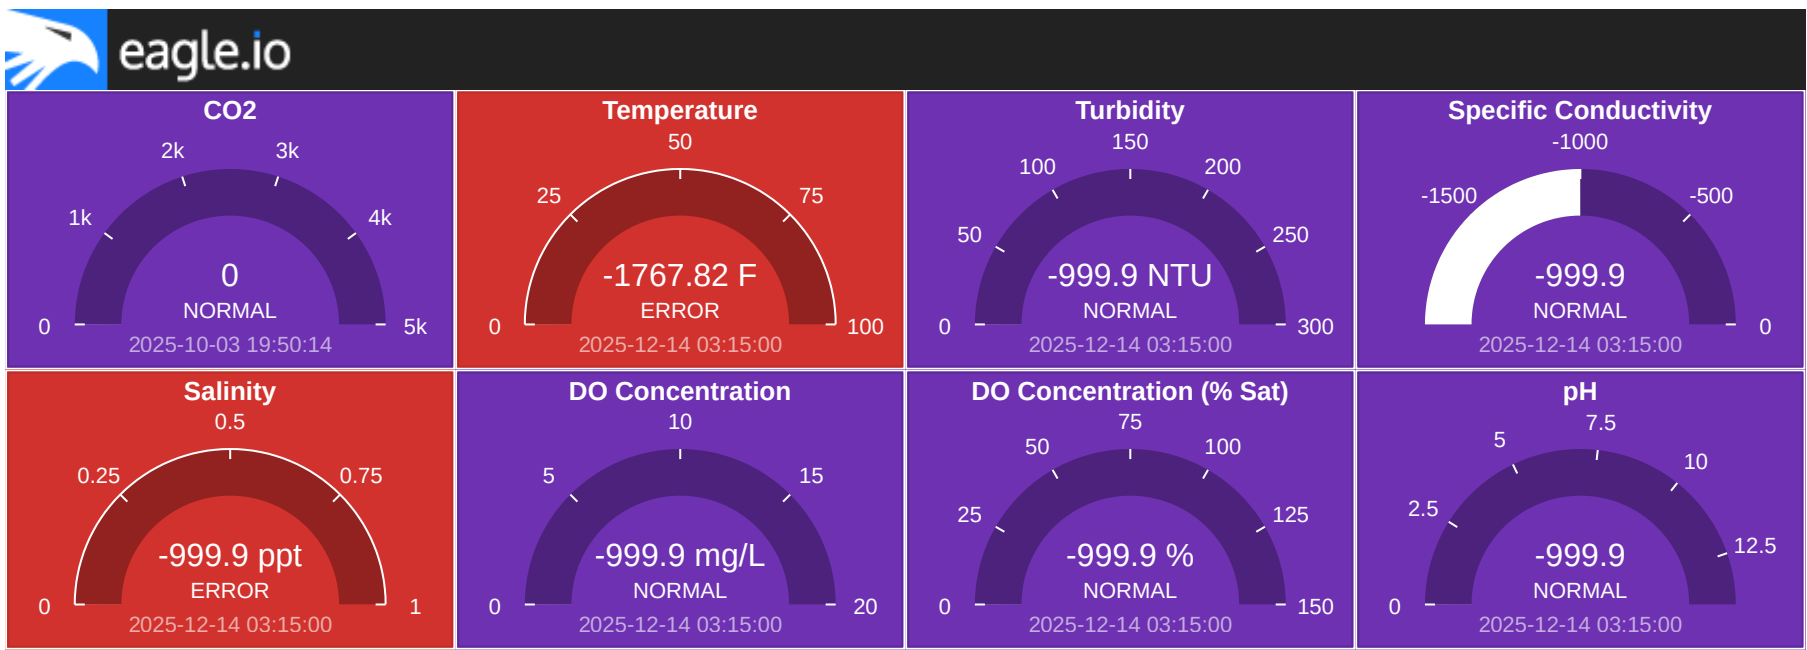 eagle.io
CO2
2k
3k
1k
4k
0
NORMAL
0
5k
2025-10-03 19:50:14
Temperature
50
25
75
-1767.82 F
ERROR
0
100
2025-12-14 03:15:00
Turbidity
150
100
200
50
250
-999.9 NTU
NORMAL
0
300
2025-12-14 03:15:00
Specific Conductivity
-1000
-1500
-500
-999.9
NORMAL
0
2025-12-14 03:15:00
Salinity
0.5
0.25
0.75
-999.9 ppt
ERROR
0
1
2025-12-14 03:15:00
DO Concentration
10
5
15
-999.9 mg/L
NORMAL
0
20
2025-12-14 03:15:00
DO Concentration (% Sat)
75
50
100
25
125
-999.9 %
NORMAL
0
150
2025-12-14 03:15:00
pH
7.5
5
10
2.5
12.5
-999.9
NORMAL
0
2025-12-14 03:15:00